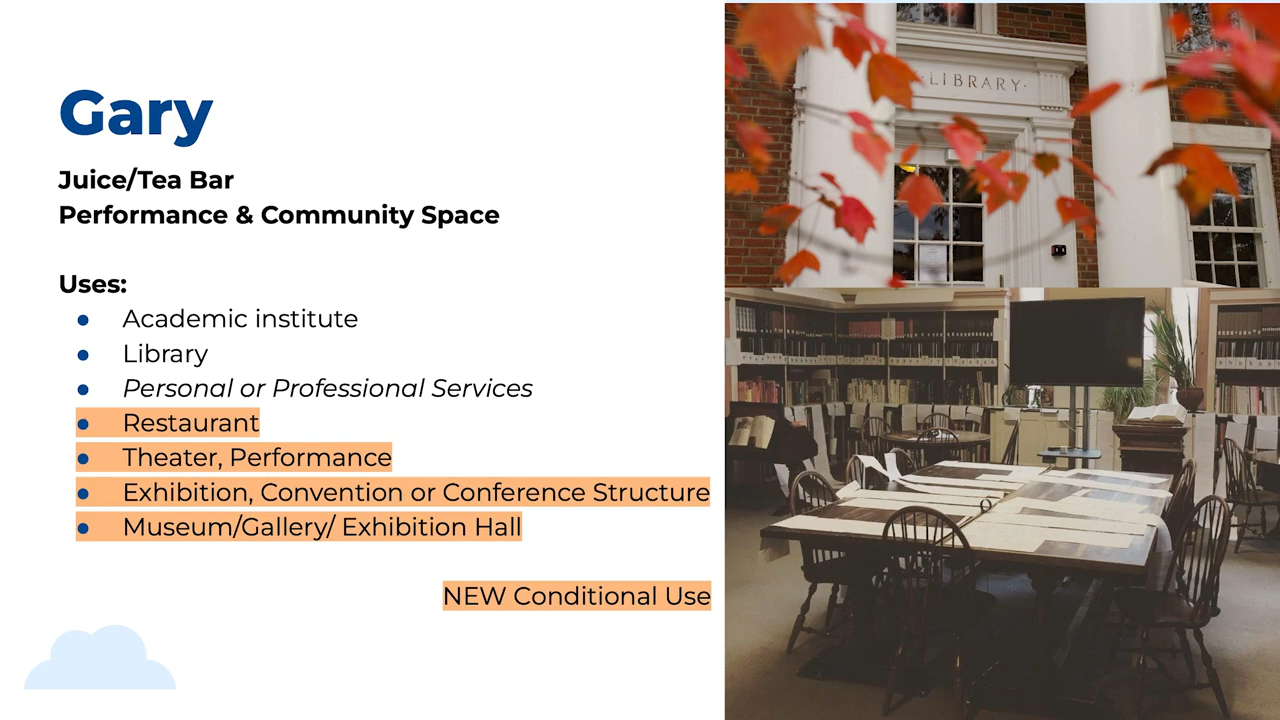 Gary
Juice/Tea Bar
Performance & Community Space
Uses:
● Academic institute
● Library
● Personal or Professional Services
● Restaurant
● Theater, Performance
● Exhibition, Convention or Conference Structure
● Museum/Gallery/ Exhibition Hall
NEW Conditional Use
·LIBRARY·